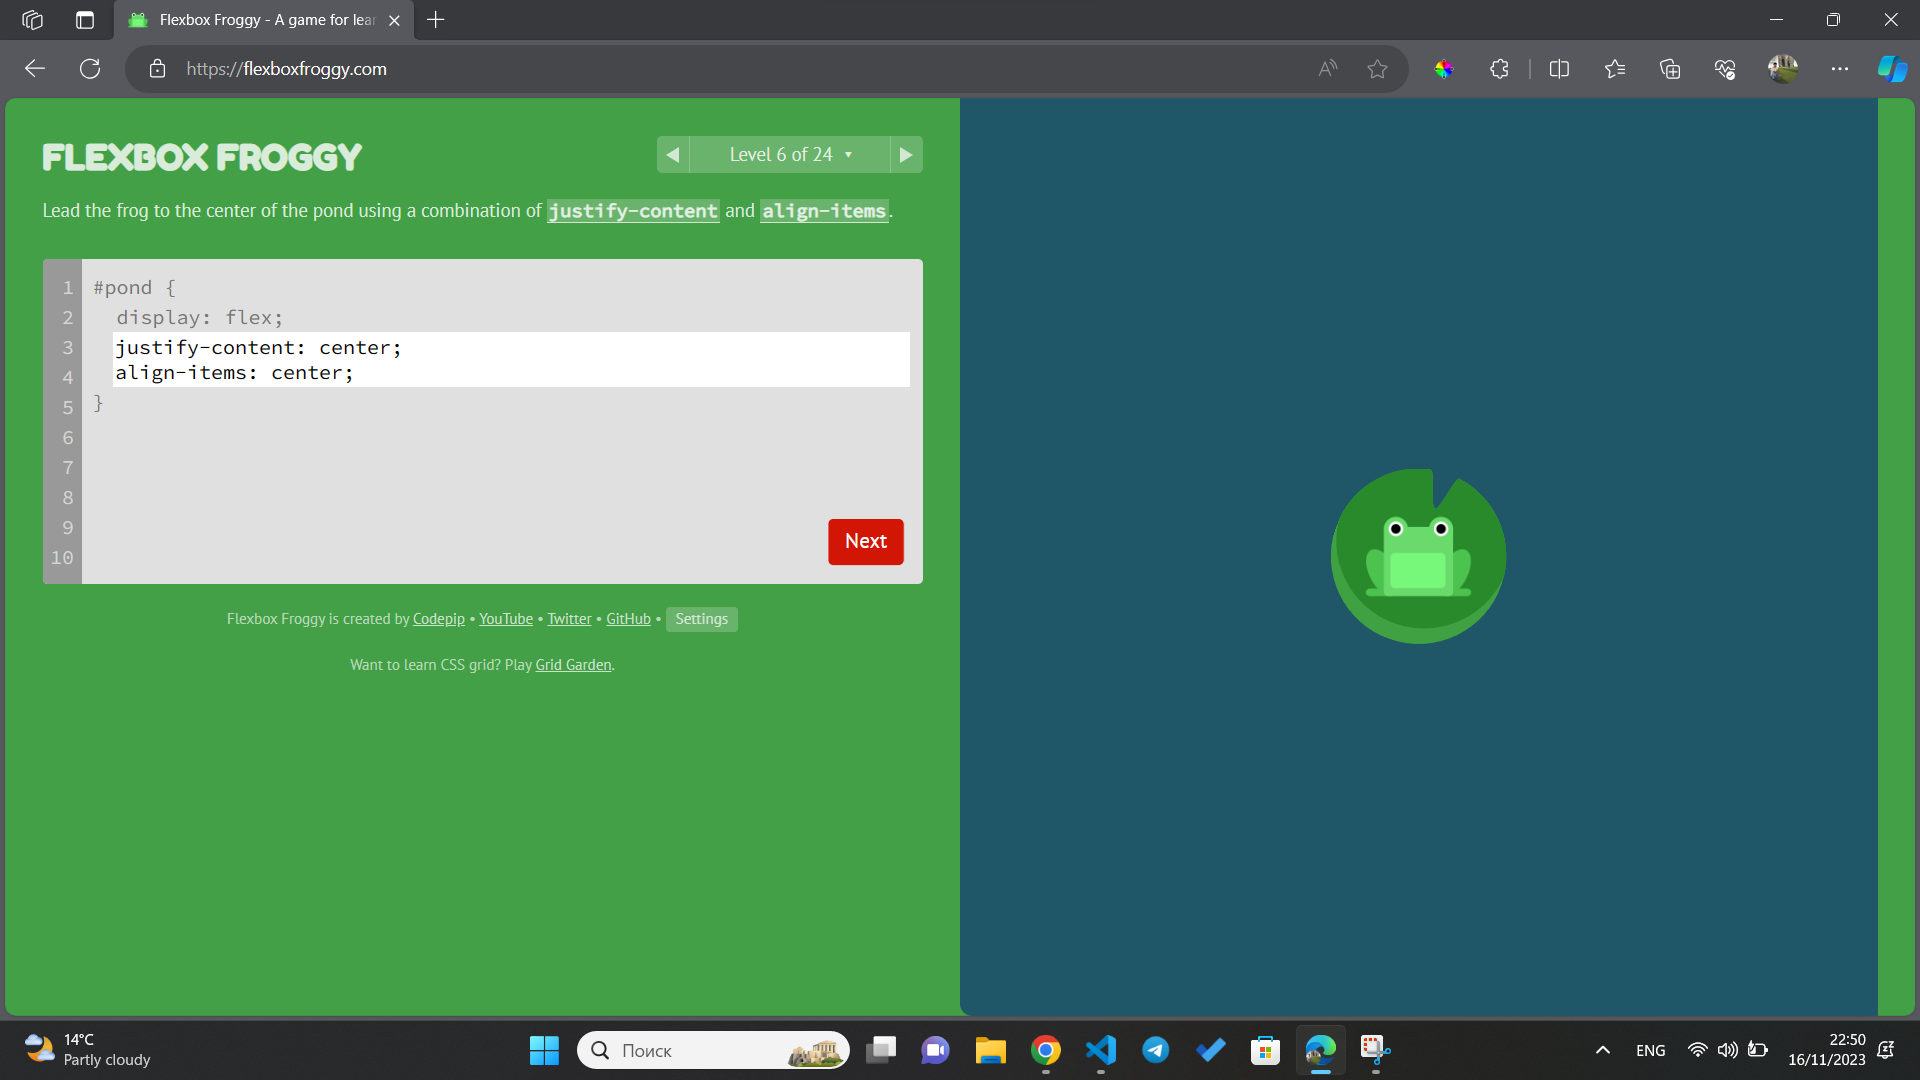 Flexbox Froggy - A game for lear
https://flexboxfroggy.com
FLEXBOX FROGGY
Level 6 of 24
Lead the frog to the center of the pond using a combination of justify-content and align-items.
1 #pond {
2 display: flex;
3 justify-content: center;
4 align-items: center;
5 }
6
7
8
9
10
Next
Flexbox Froggy is created by Codepip • YouTube • Twitter • GitHub • Settings
Want to learn CSS grid? Play Grid Garden.
14°C
Partly cloudy
Поиск
ENG
22:50
16/11/2023